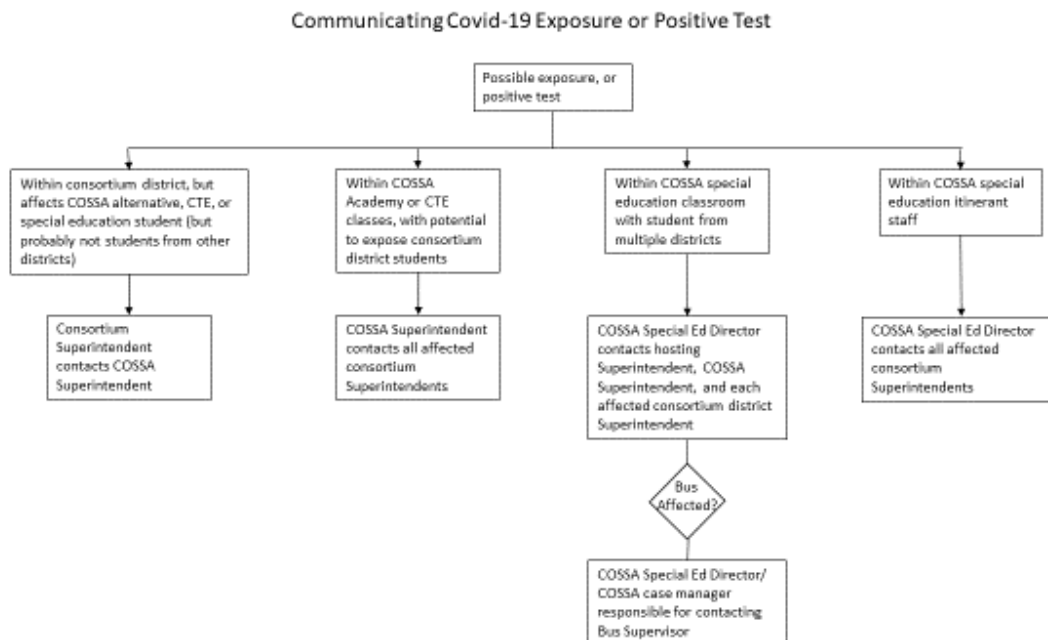 Communicating Covid-19 Exposure or Positive Test
Possible exposure, or
positive test
Within consortium district, but
affects COSSA alternative, CTE, or
special education student (but
probably not students from other
districts)
Within COSSA
Academy or CTE
classes, with potential
to expose consortium
district students
Within COSSA special
education classroom
with student from
multiple districts
Within COSSA special
education itinerant
staff
Consortium
Superintendent
contacts COSSA
Superintendent
COSSA Superintendent
contacts all affected
consortium
Superintendents
COSSA Special Ed Director
contacts hosting
Superintendent, COSSA
Superintendent, and each
affected consortium district
Superintendent
COSSA Special Ed Director
contacts all affected
consortium
Superintendents
Bus
Affected?
COSSA Special Ed Director/
COSSA case manager
responsible for contacting
Bus Supervisor